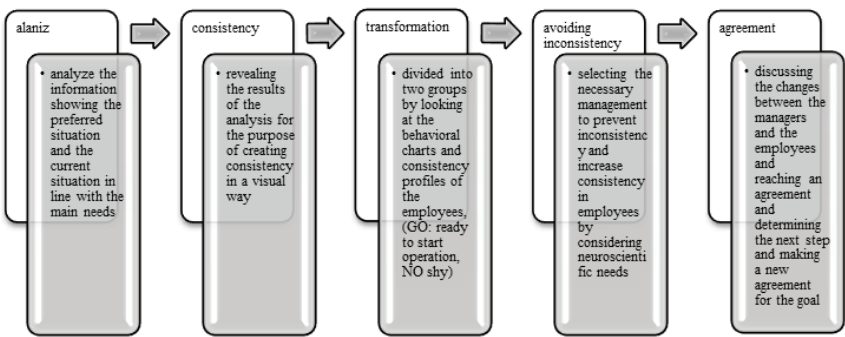 alaniz
• analyze the
information
showing the
preferred
situation
and the
current
situation in
line with the
main needs
consistency
• revealing
the results
of the
analysis for
the purpose
of creating
consistency
in a visual
way
transformation
• divided into
two groups
by looking
at the
behavioral
charts and
consistency
profiles of
the
employees,
(GO: ready
to start
operation,
NO shy)
avoiding
inconsistency
• selecting the
necessary
management
to prevent
inconsistenc
y and
increase
consistency
in
employees
by
considering
neuroscienti
fic needs
agreement
• discussing
the changes
between the
managers
and the
employees
and
reaching an
agreement
and
determining
the next step
and making
a new
agreement
for the goal